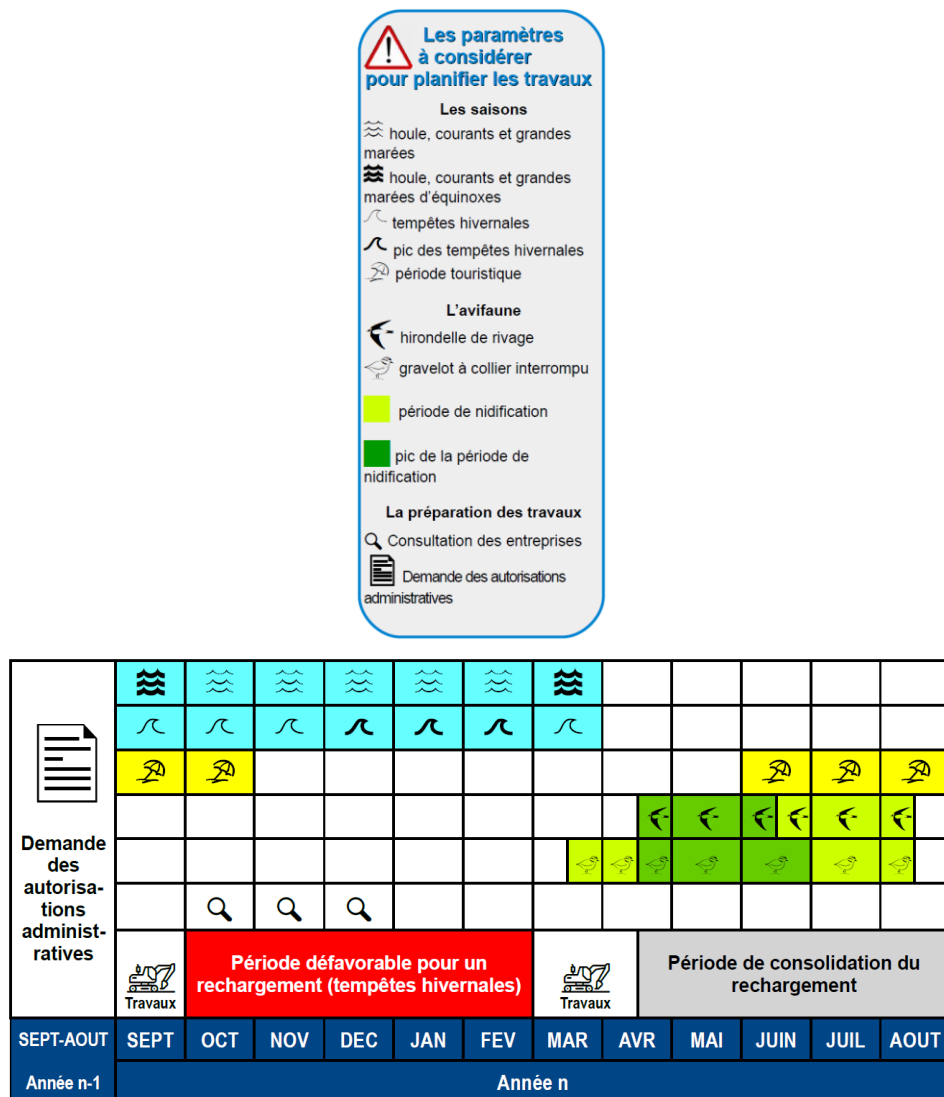 Les paramètres
à considérer
pour planifier les travaux
Les saisons
houle, courants et grandes
marées
houle, courants et grandes
marées d'équinoxes
tempêtes hivernales
pic des tempêtes hivernales
période touristique
L'avifaune
hirondelle de rivage
gravelot à collier interrompu
période de nidification
pic de la période de
nidification
La préparation des travaux
Consultation des entreprises
Demande des autorisations
administratives
Demande
des
autorisa-
tions
administ-
ratives
Travaux
Période défavorable pour un
rechargement (tempêtes hivernales)
Travaux
Période de consolidation du
rechargement
SEPT-AOUT SEPT OCT NOV DEC JAN FEV MAR AVR MAI JUIN JUIL AOUT
Année n-1 Année n